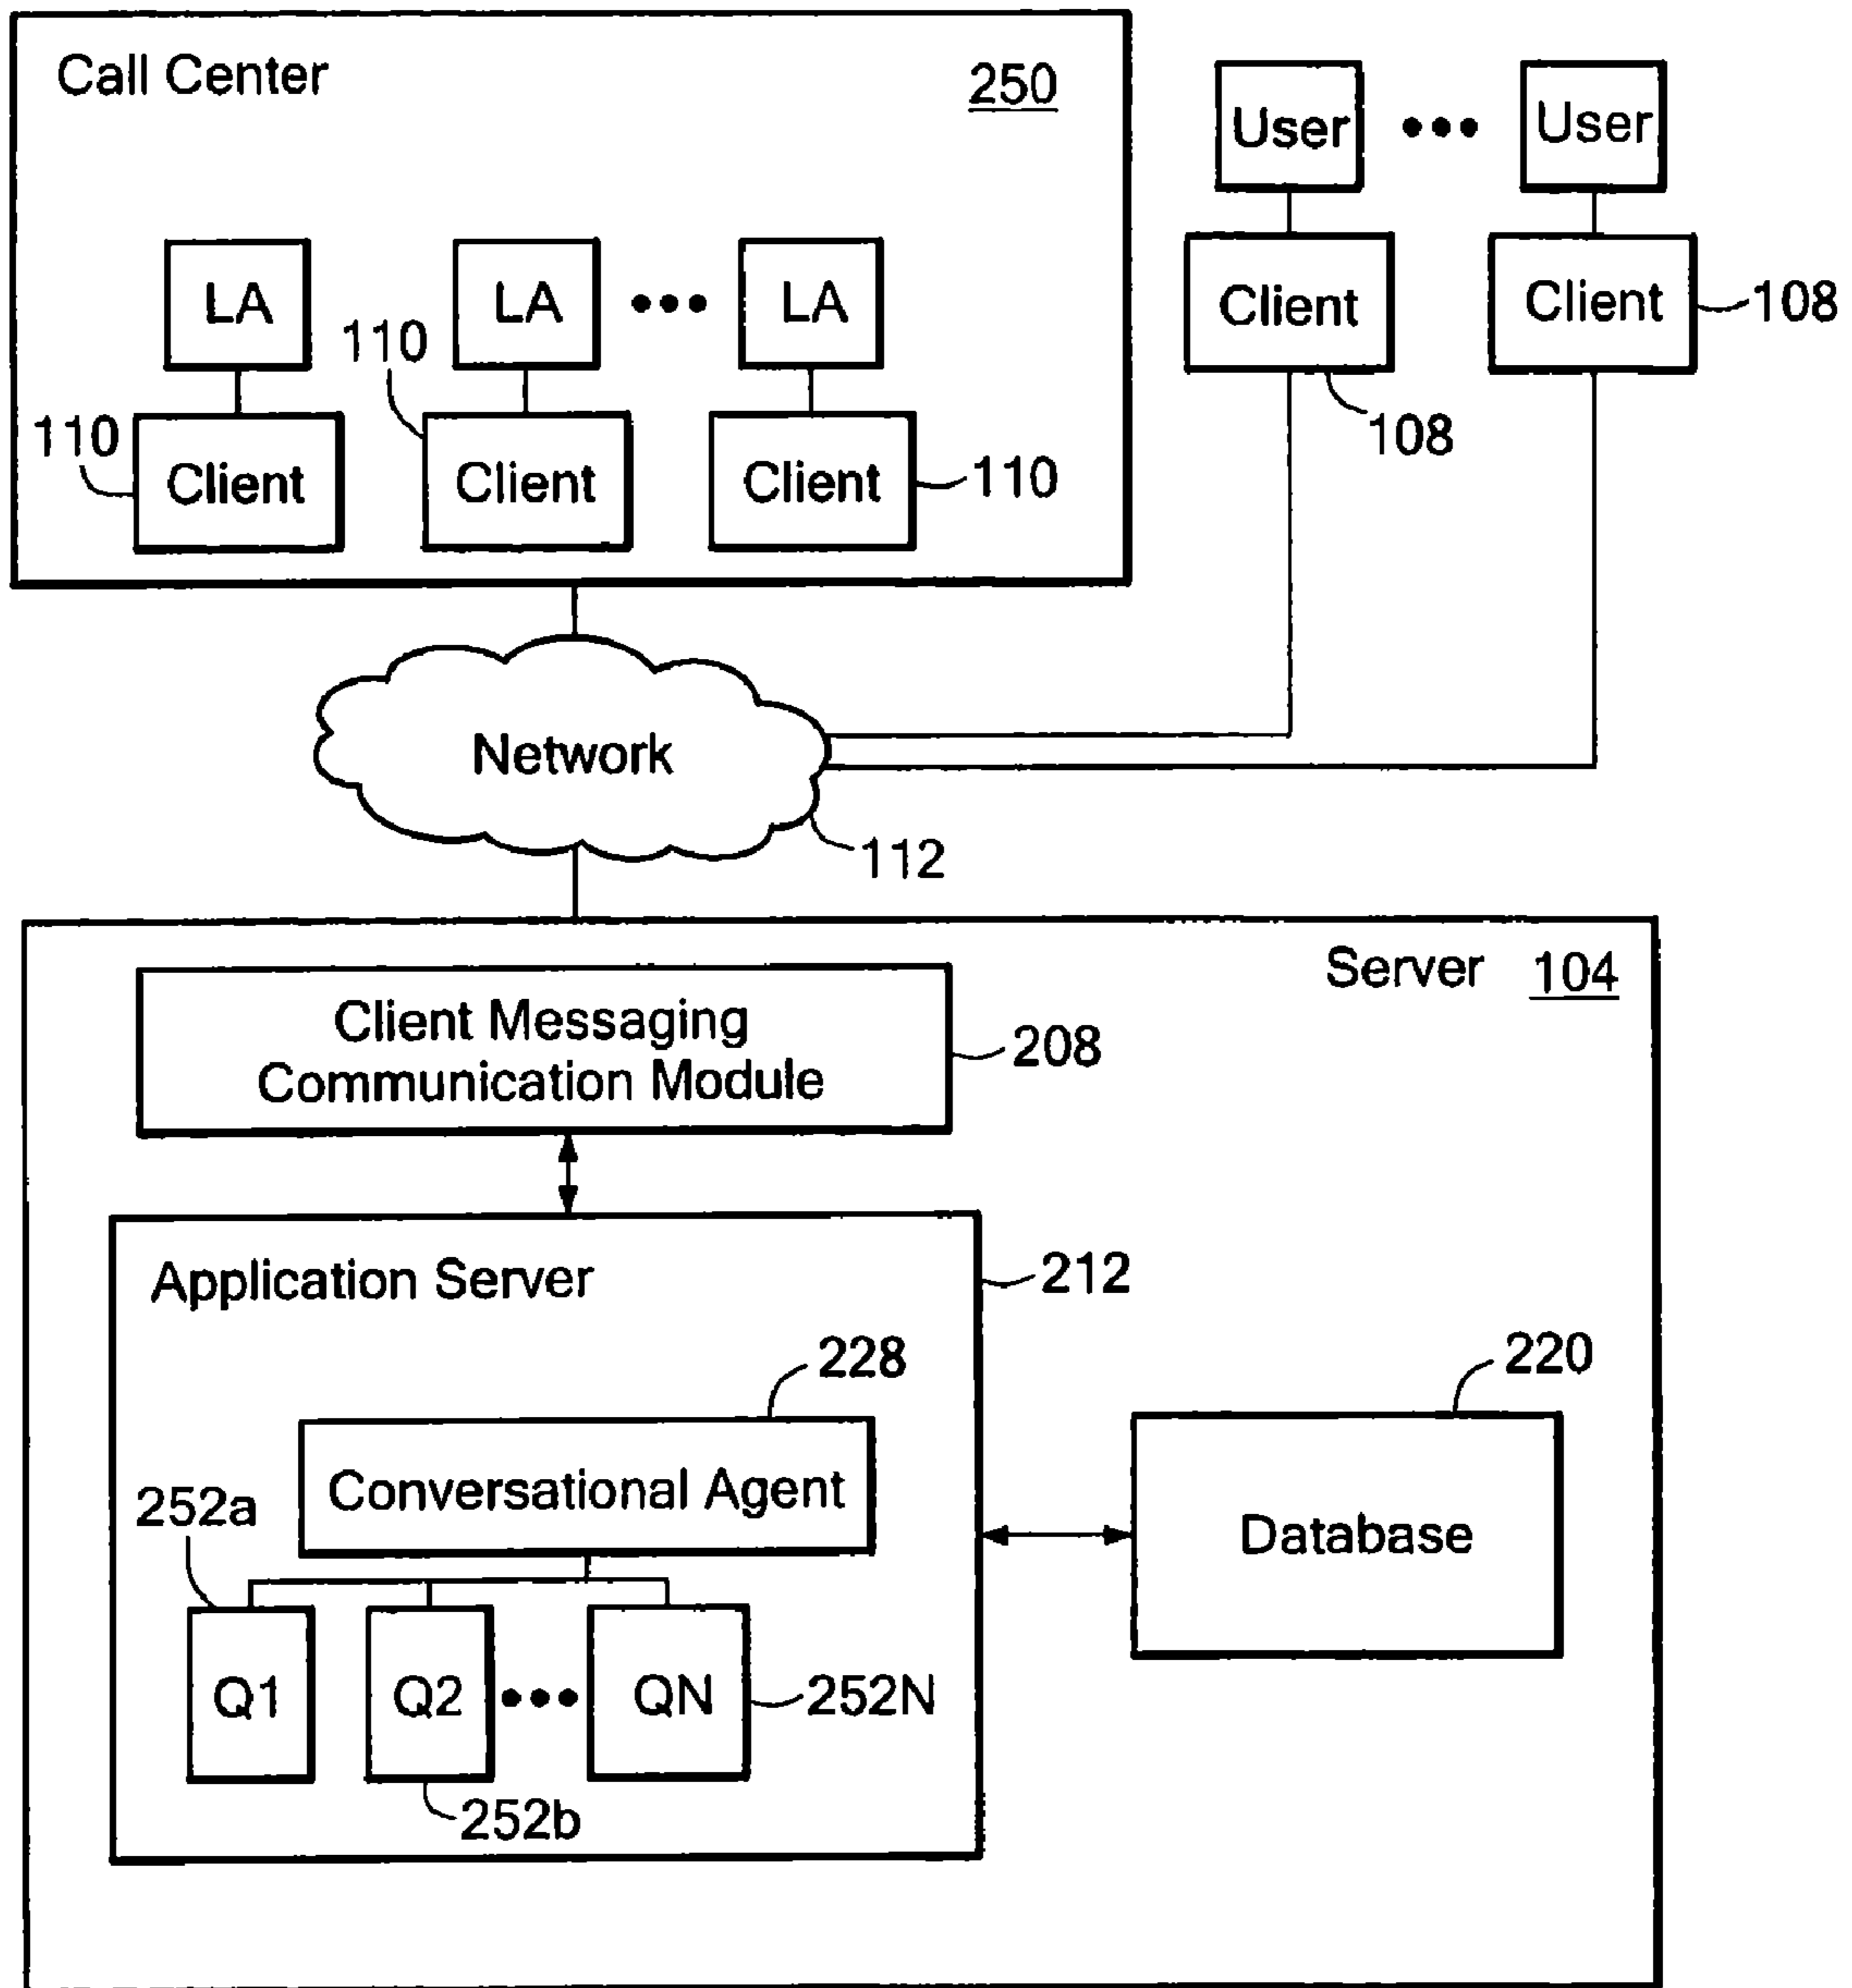 Call Center
250
User
User
LA
LA
LA
Client
108
Client
108
110
Client
110
Client
Client
110
Network
112
Server 104
Client Messaging
Communication Module
208
Application Server
212
228
Conversational Agent
220
Database
252a
Q1
Q2
QN
252N
252b